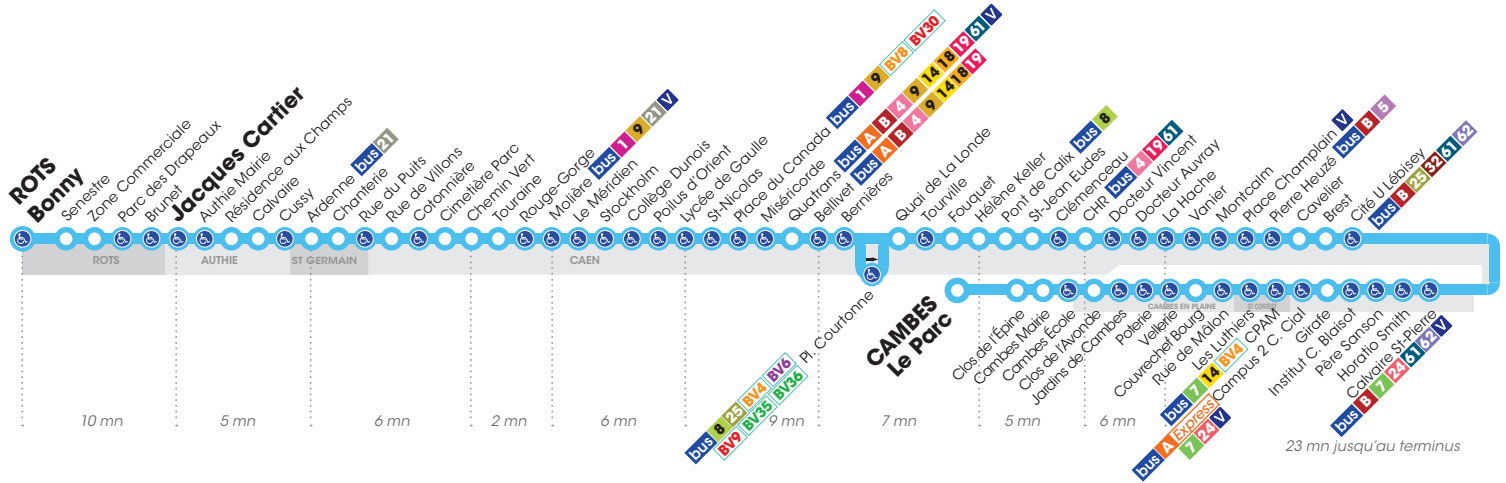 ROTS
Bonny
Senestre
Zone Commerciale
Parc des Drapeaux
Brunet
Jacques Cartier
Authie Mairie
Résidence aux Champs
Calvaire
Cussy
Ardenne bus 21
Chanterie
Rue du Puits
Rue de Villons
Cotonnière
Cimetière Parc
Chemin Vert
Touraine
Rouge-Gorge
Molière bus 1 9 21 V
Le Méridien
Stockholm
Collège Dunois
Poilus d'Orient
Lycée de Gaulle
St-Nicolas
Place du Canada bus 1 9 BV8 BV30
Miséricorde
Quatrans bus A B 4 9 14 18 19 61 V
Bellivet bus A B 4 9 14 18 19
Bernières
Pl. Courtonne
bus 8 25 BV4 BV6
BV9 BV35 BV36
Quai de La Londe
Tourville
Fouquet
Hélène Keller
Pont de Calix bus 8
St-Jean Eudes
Clémenceau
CHR bus 4 19 61
Docteur Vincent
Docteur Auvray
La Hache
Vanier
Montcalm
Place Champlain V
Pierre Heuzé bus B 5
Cavelier
Brest
Cité U Lébisey
bus B 25 32 61 62
ROTS
AUTHIE
ST GERMAIN
CAEN
CAMBES
Le Parc
Clos de l'Épine
Cambes Mairie
Cambes École
Clos de l'Avonde
Jardins de Cambes
Poterie
Vellerie
Couvrechef Bourg
Rue de Mâlon
Les Luthiers
bus 7 14 BV4 CPAM
Campus 2 C. Cial
bus A Express
7 24 V
Girafe
Institut C. Blaisot
Père Sanson
Horatio Smith
Calvaire St-Pierre
bus B 7 24 61 62 V
CAMBES EN PLAINE
ST CONTEST
10 mn
5 mn
6 mn
2 mn
6 mn
9 mn
7 mn
5 mn
6 mn
23 mn jusqu'au terminus